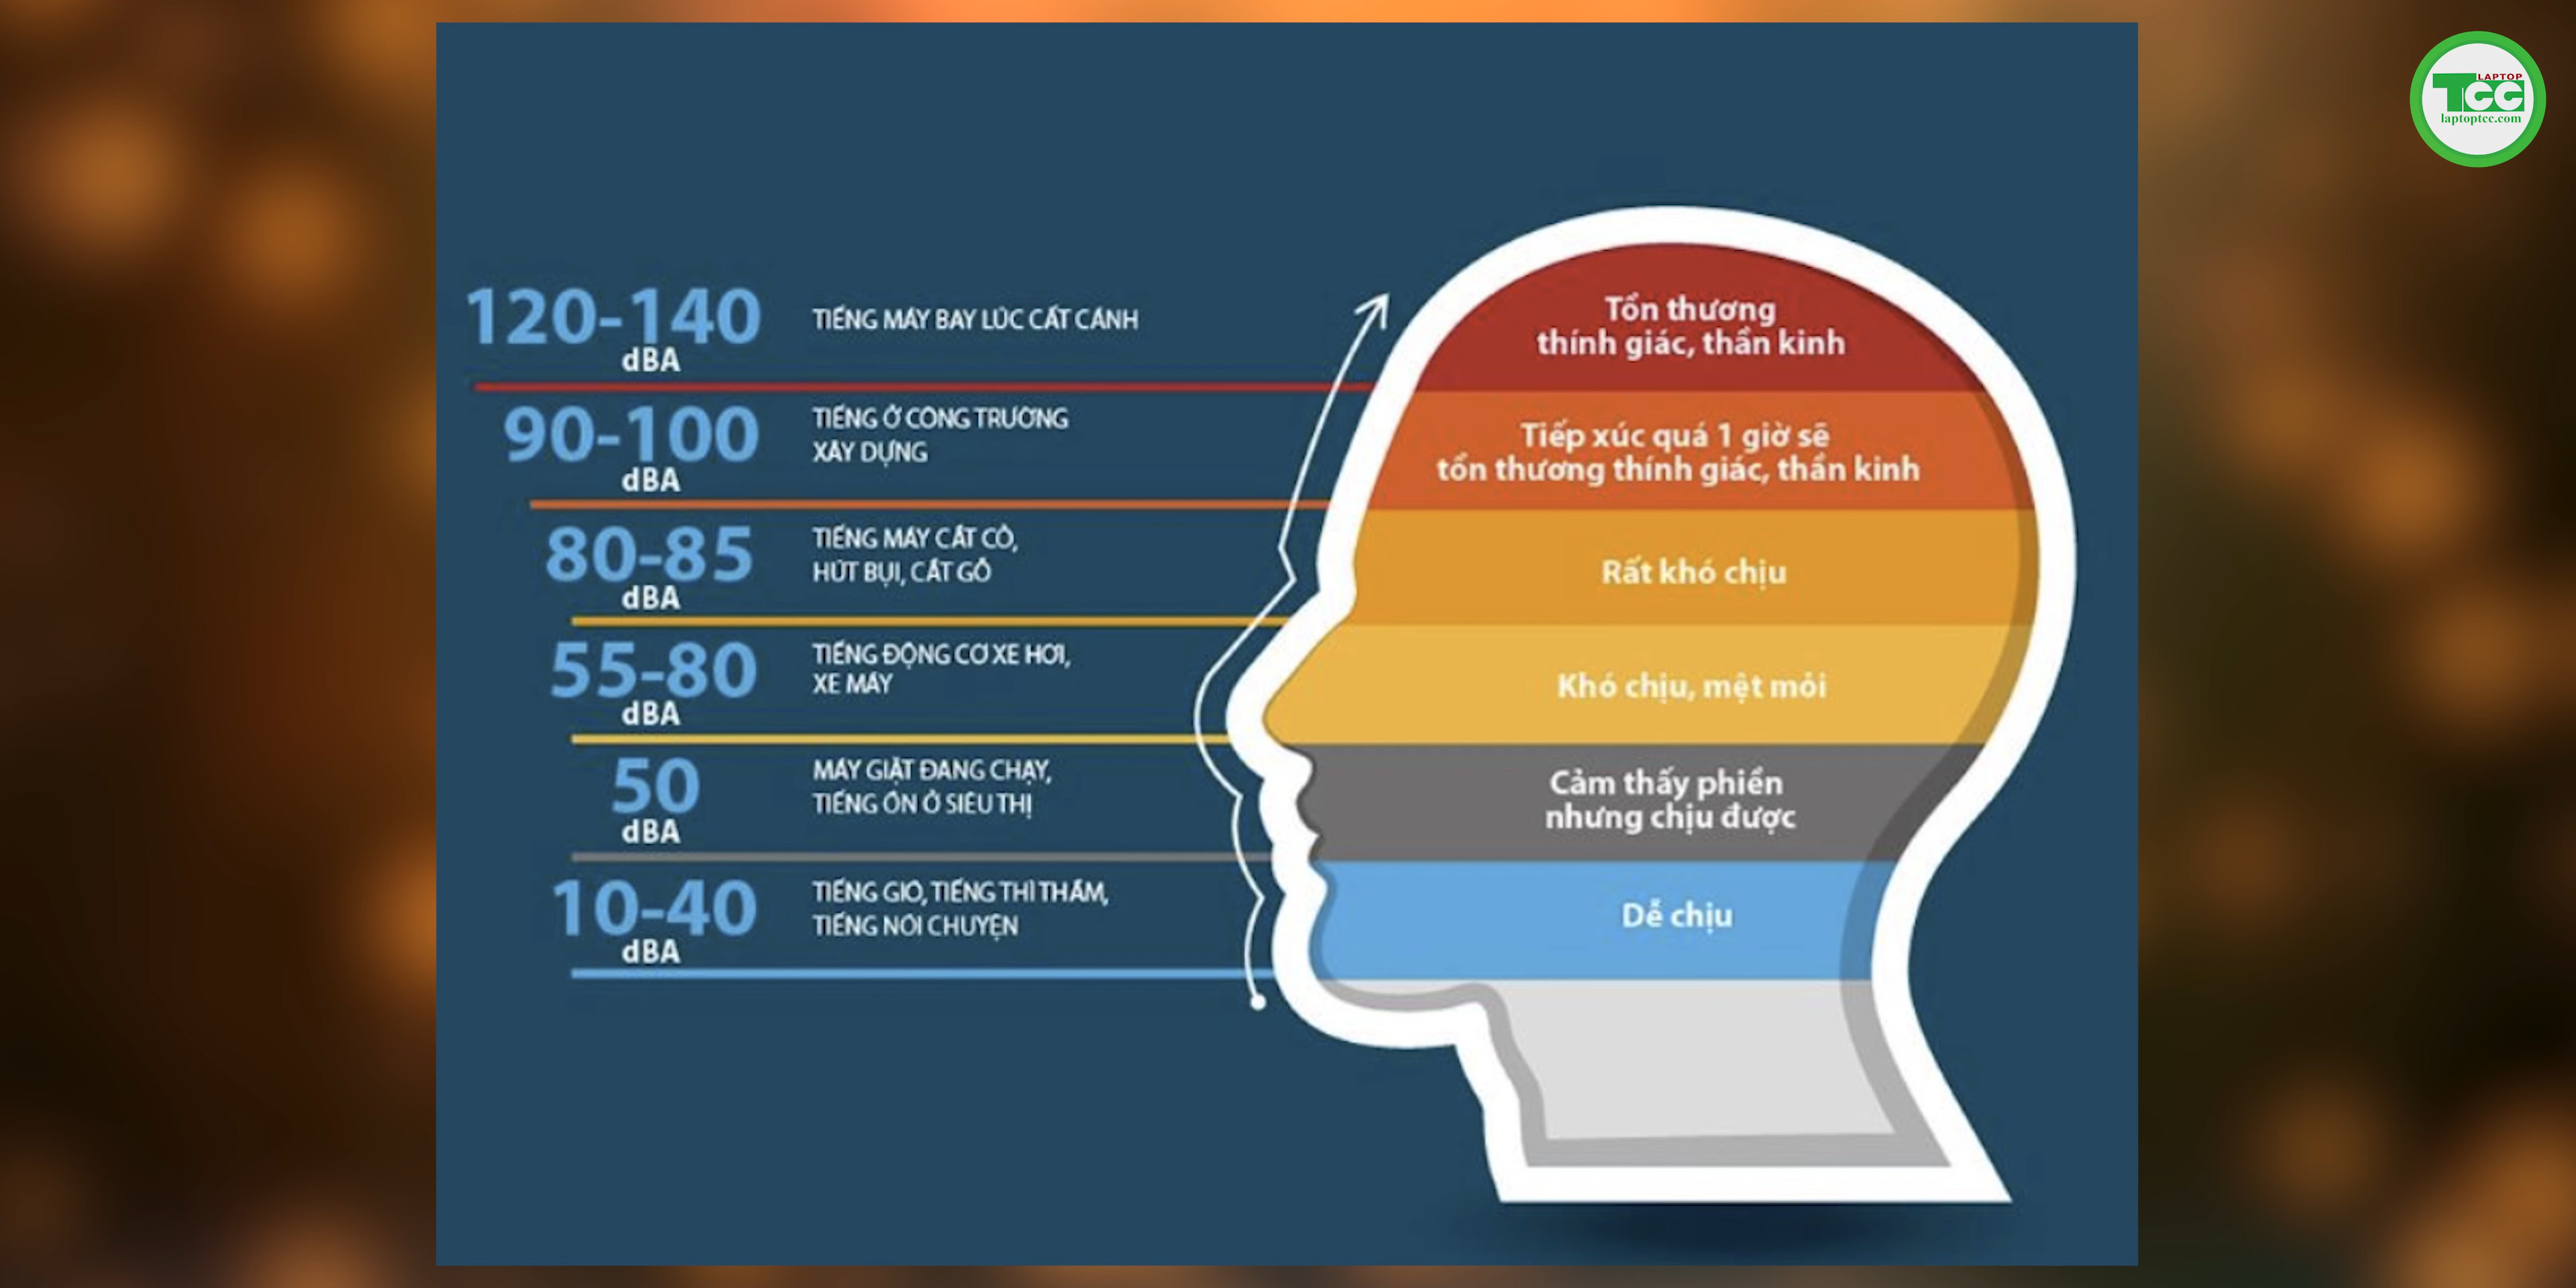 LAPTOP
TCC
laptoptcc.com
120-140
dBA
TIẾNG MÁY BAY LÚC CẤT CÁNH
Tổn thương
thính giác, thần kinh
90-100
dBA
TIẾNG Ở CÔNG TRƯỜNG
XÂY DỰNG
Tiếp xúc quá 1 giờ sẽ
tổn thương thính giác, thần kinh
80-85
dBA
TIẾNG MÁY CẮT CỎ,
HÚT BỤI, CẮT GỖ
Rất khó chịu
55-80
dBA
TIẾNG ĐỘNG CƠ XE HƠI,
XE MÁY
Khó chịu, mệt mỏi
50
dBA
MÁY GIẶT ĐANG CHẠY,
TIẾNG ỒN Ở SIÊU THỊ
Cảm thấy phiền
nhưng chịu được
10-40
dBA
TIẾNG GIÓ, TIẾNG THÌ THẦM,
TIẾNG NÓI CHUYỆN
Dễ chịu